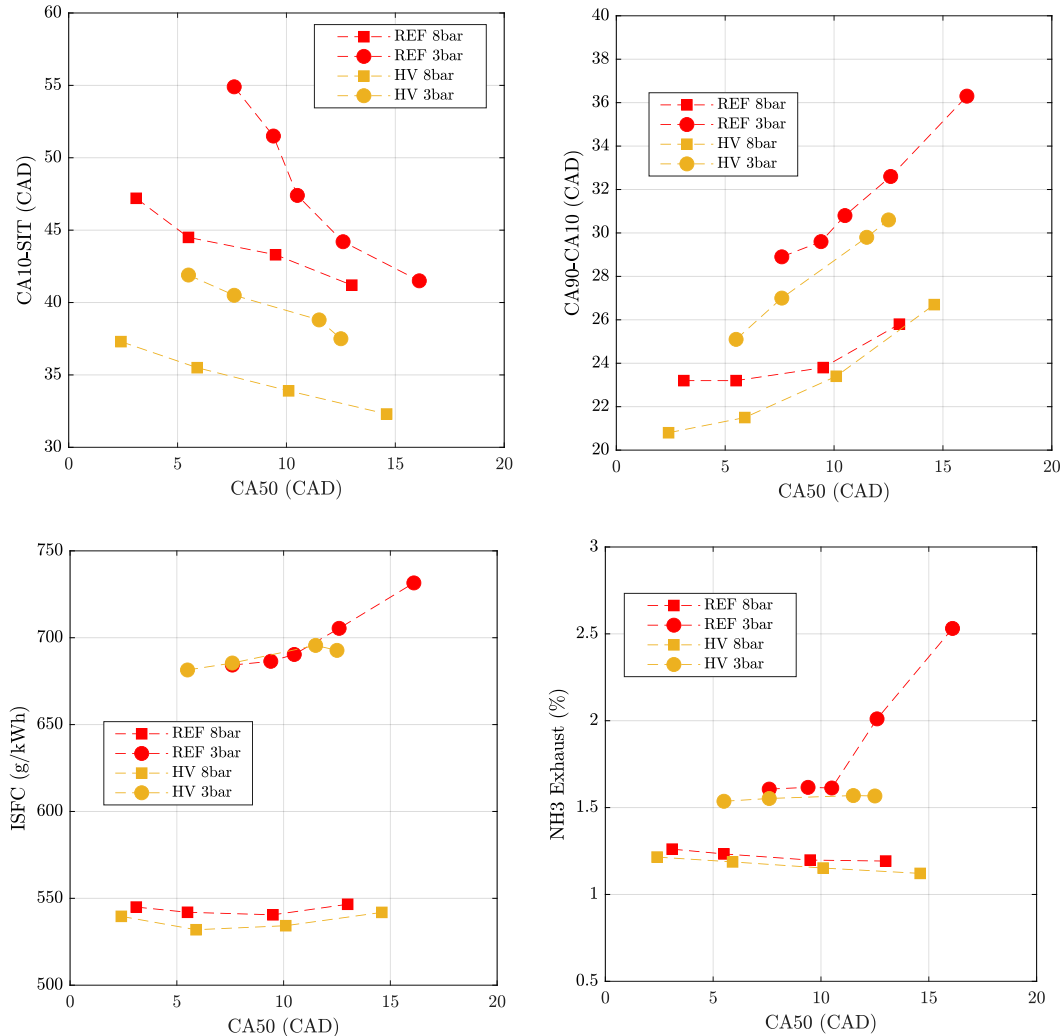 60
55
50
45
40
35
30
CA10-SIT (CAD)
REF 8bar
REF 3bar
HV 8bar
HV 3bar
0 5 10 15 20
CA50 (CAD)
40
38
36
34
32
30
28
26
24
22
20
CA90-CA10 (CAD)
REF 8bar
REF 3bar
HV 8bar
HV 3bar
0 5 10 15 20
CA50 (CAD)
750
700
650
600
550
500
ISFC (g/kWh)
REF 8bar
REF 3bar
HV 8bar
HV 3bar
0 5 10 15 20
CA50 (CAD)
3
2.5
2
1.5
1
0.5
NH3 Exhaust (%)
REF 8bar
REF 3bar
HV 8bar
HV 3bar
0 5 10 15 20
CA50 (CAD)